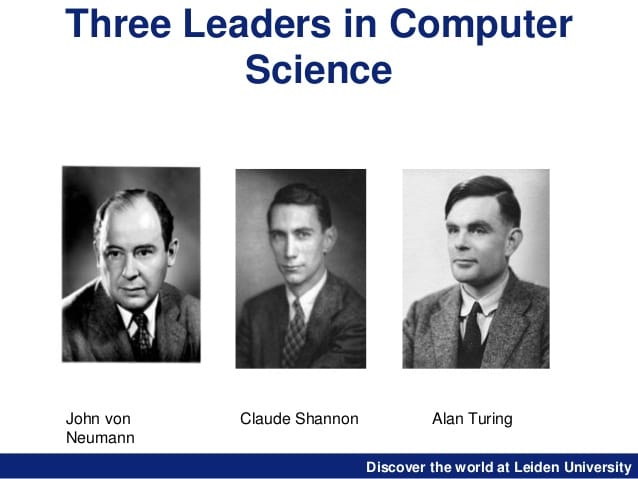 Three Leaders in Computer
Science
John von
Neumann
Claude Shannon
Alan Turing
Discover the world at Leiden University